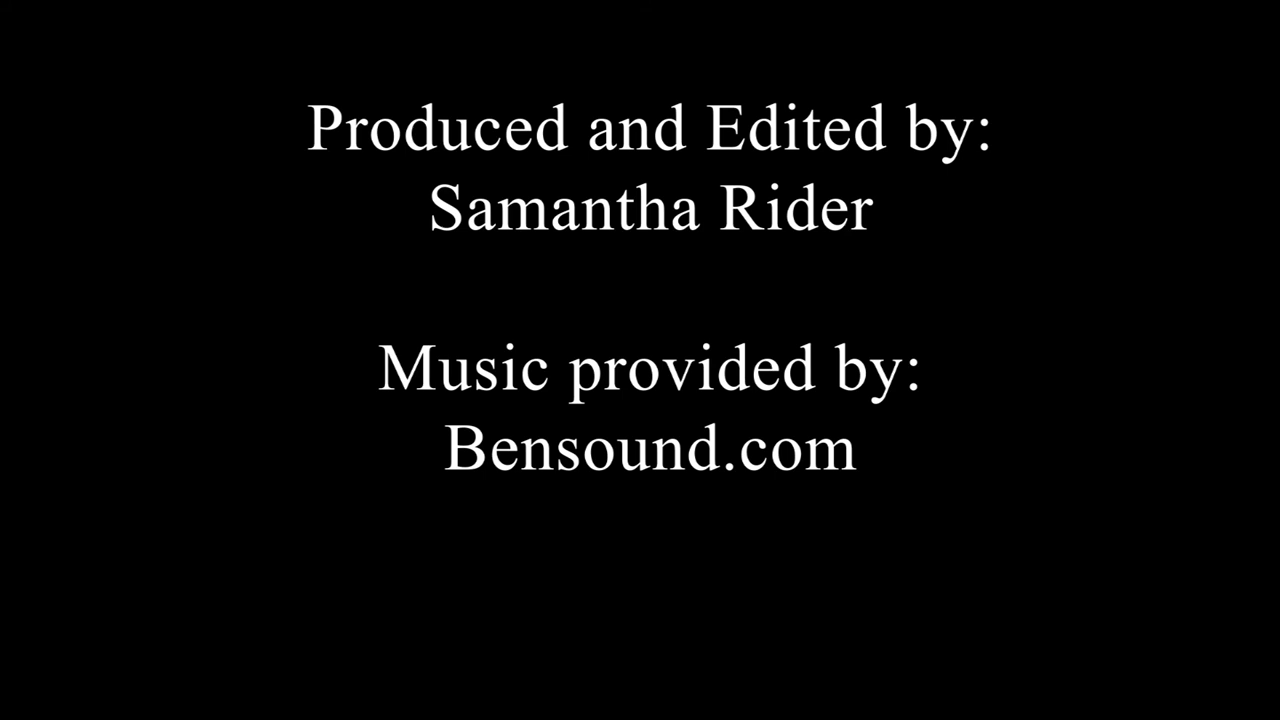 Produced and Edited by:
Samantha Rider
Music provided by:
Bensound.com